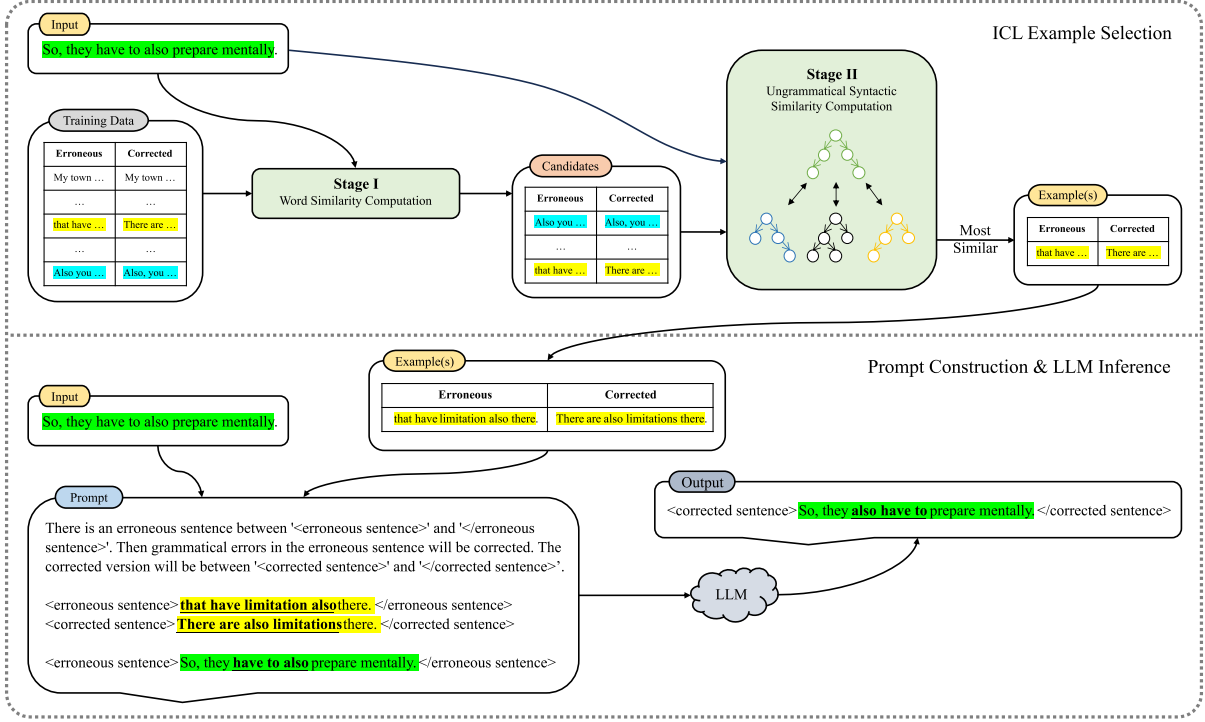 Input
So, they have to also prepare mentally.
ICL Example Selection
Training Data
Erroneous Corrected
My town … My town …
… …
that have … There are …
… …
Also you … Also, you …
Stage I
Word Similarity Computation
Candidates
Erroneous Corrected
Also you … Also, you …
… …
that have … There are …
Stage II
Ungrammatical Syntactic
Similarity Computation
Most
Similar
Example(s)
Erroneous Corrected
that have … There are …
Prompt Construction & LLM Inference
Input
So, they have to also prepare mentally.
Example(s)
Erroneous Corrected
that have limitation also there. There are also limitations there.
Prompt
There is an erroneous sentence between '<erroneous sentence>' and '</erroneous
sentence>'. Then grammatical errors in the erroneous sentence will be corrected. The
corrected version will be between '<corrected sentence>' and '</corrected sentence>’.
<erroneous sentence> that have limitation also there. </erroneous sentence>
<corrected sentence> There are also limitations there. </corrected sentence>
<erroneous sentence> So, they have to also prepare mentally. </erroneous sentence>
LLM
Output
<corrected sentence> So, they also have to prepare mentally. </corrected sentence>